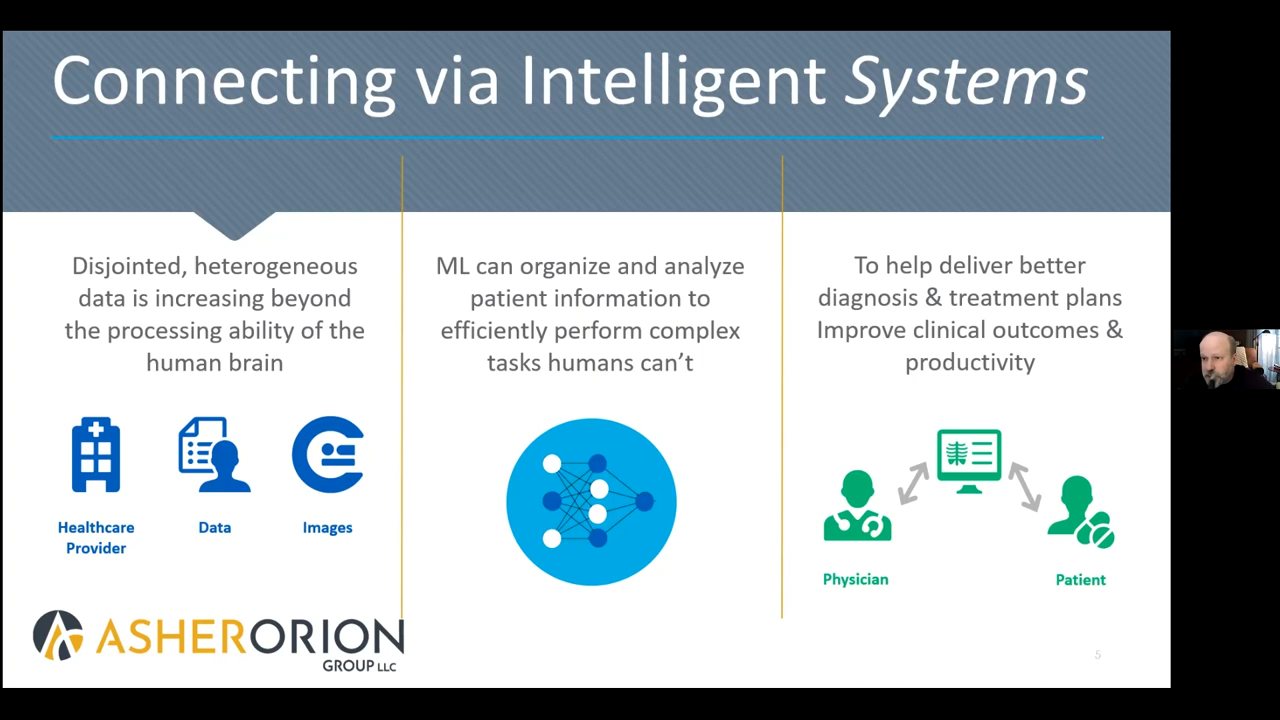 Connecting via Intelligent Systems
Disjointed, heterogeneous
data is increasing beyond
the processing ability of the
human brain
Healthcare
Provider
Data
Images
ML can organize and analyze
patient information to
efficiently perform complex
tasks humans can’t
To help deliver better
diagnosis & treatment plans
Improve clinical outcomes &
productivity
Physician
Patient
ASHERORION
GROUP LLC
5